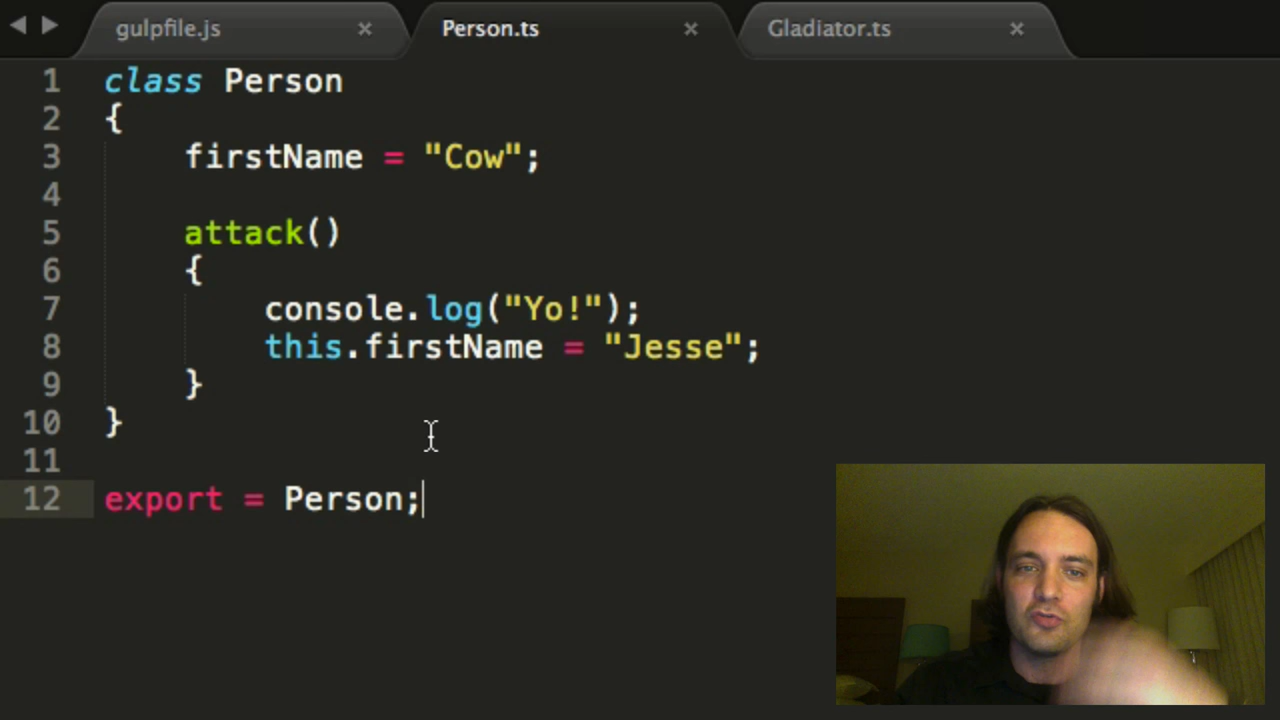 gulpfile.js × Person.ts × Gladiator.ts ×
1 class Person
2 {
3 firstName = "Cow";
4
5 attack()
6 {
7 console.log("Yo!");
8 this.firstName = "Jesse";
9 }
10 }
11
12 export = Person;